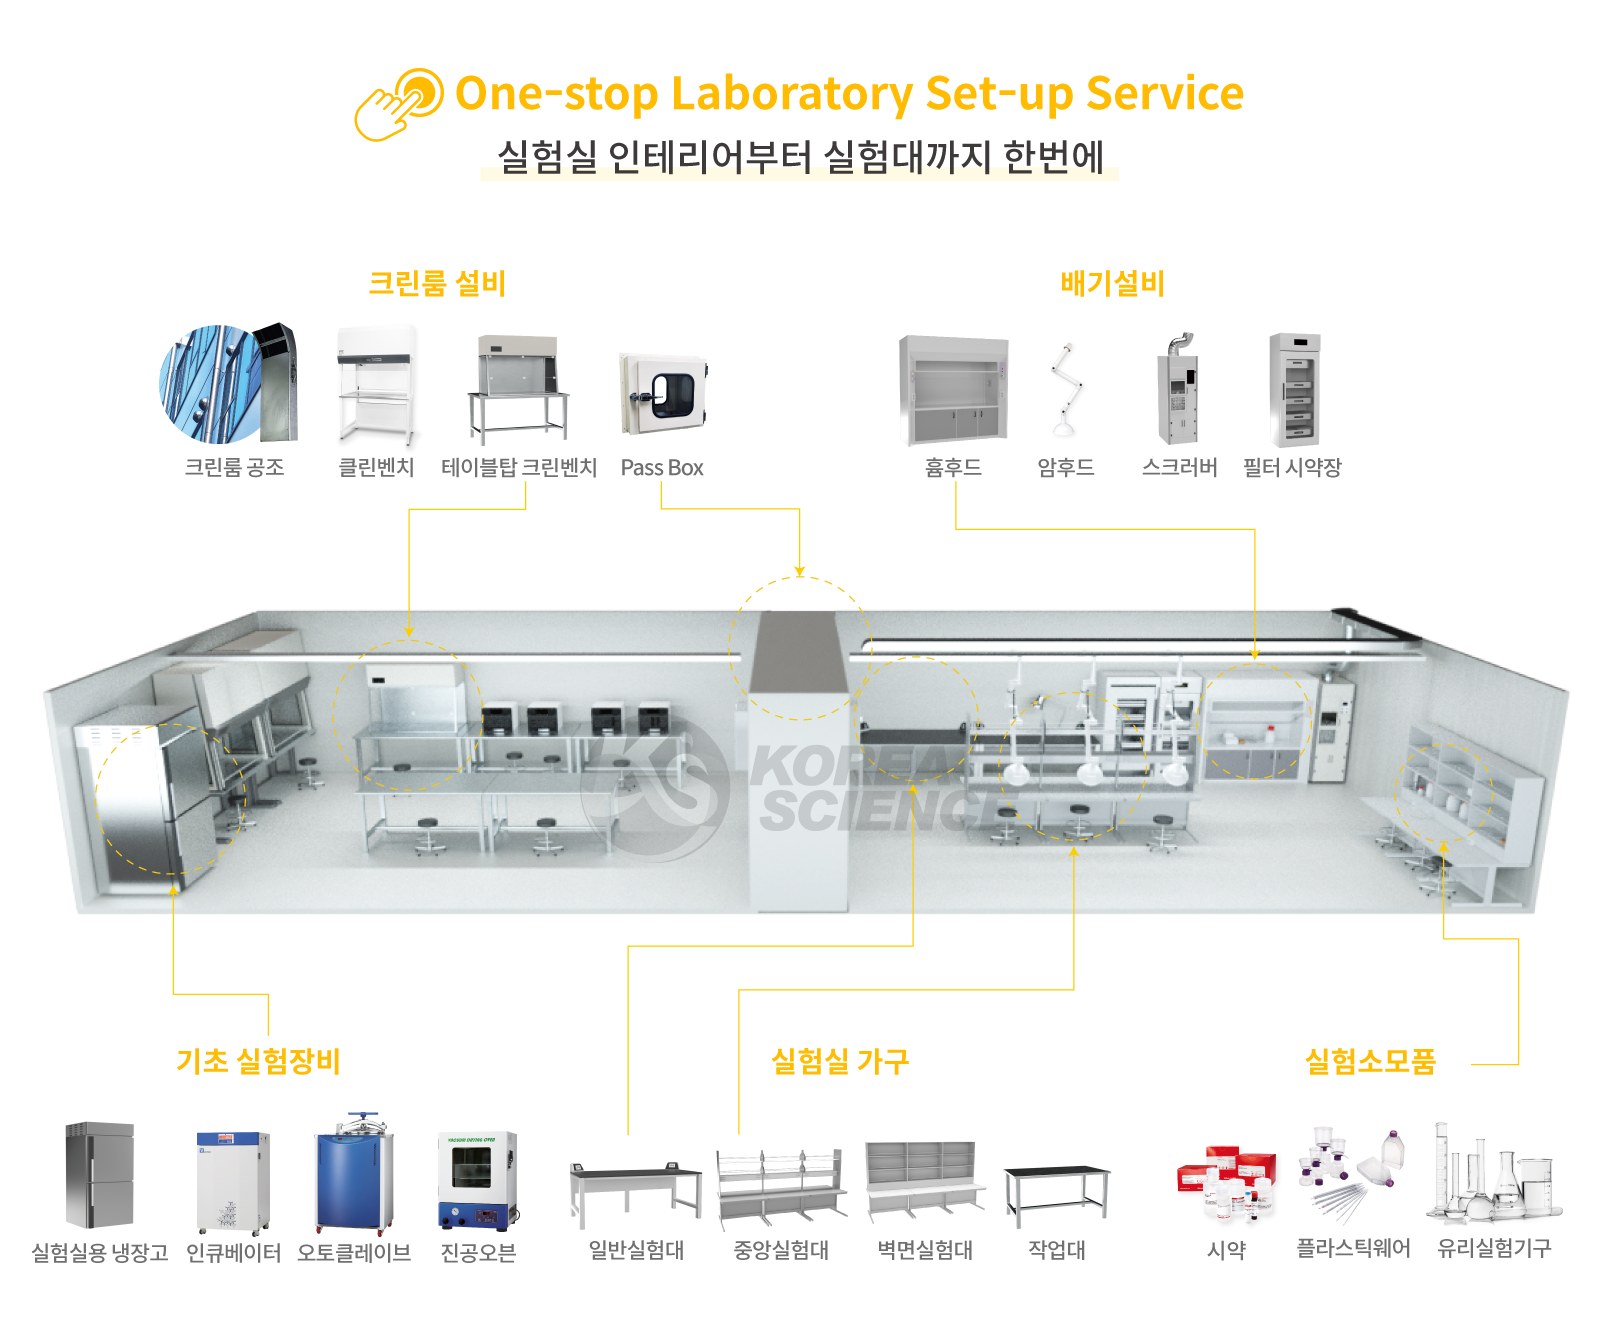 One-stop Laboratory Set-up Service
실험실 인테리어부터 실험대까지 한번에
크린룸 설비
배기설비
크린룸 공조
클린벤치
테이블탑 크린벤치
Pass Box
흄후드
암후드
스크러버
필터 시약장
KOREA
SCIENCE
기초 실험장비
실험실 가구
실험소모품
VACUUM DRYING OVEN
실험실용 냉장고
인큐베이터
오토클레이브
진공오븐
일반실험대
중앙실험대
벽면실험대
작업대
시약
플라스틱웨어
유리실험기구